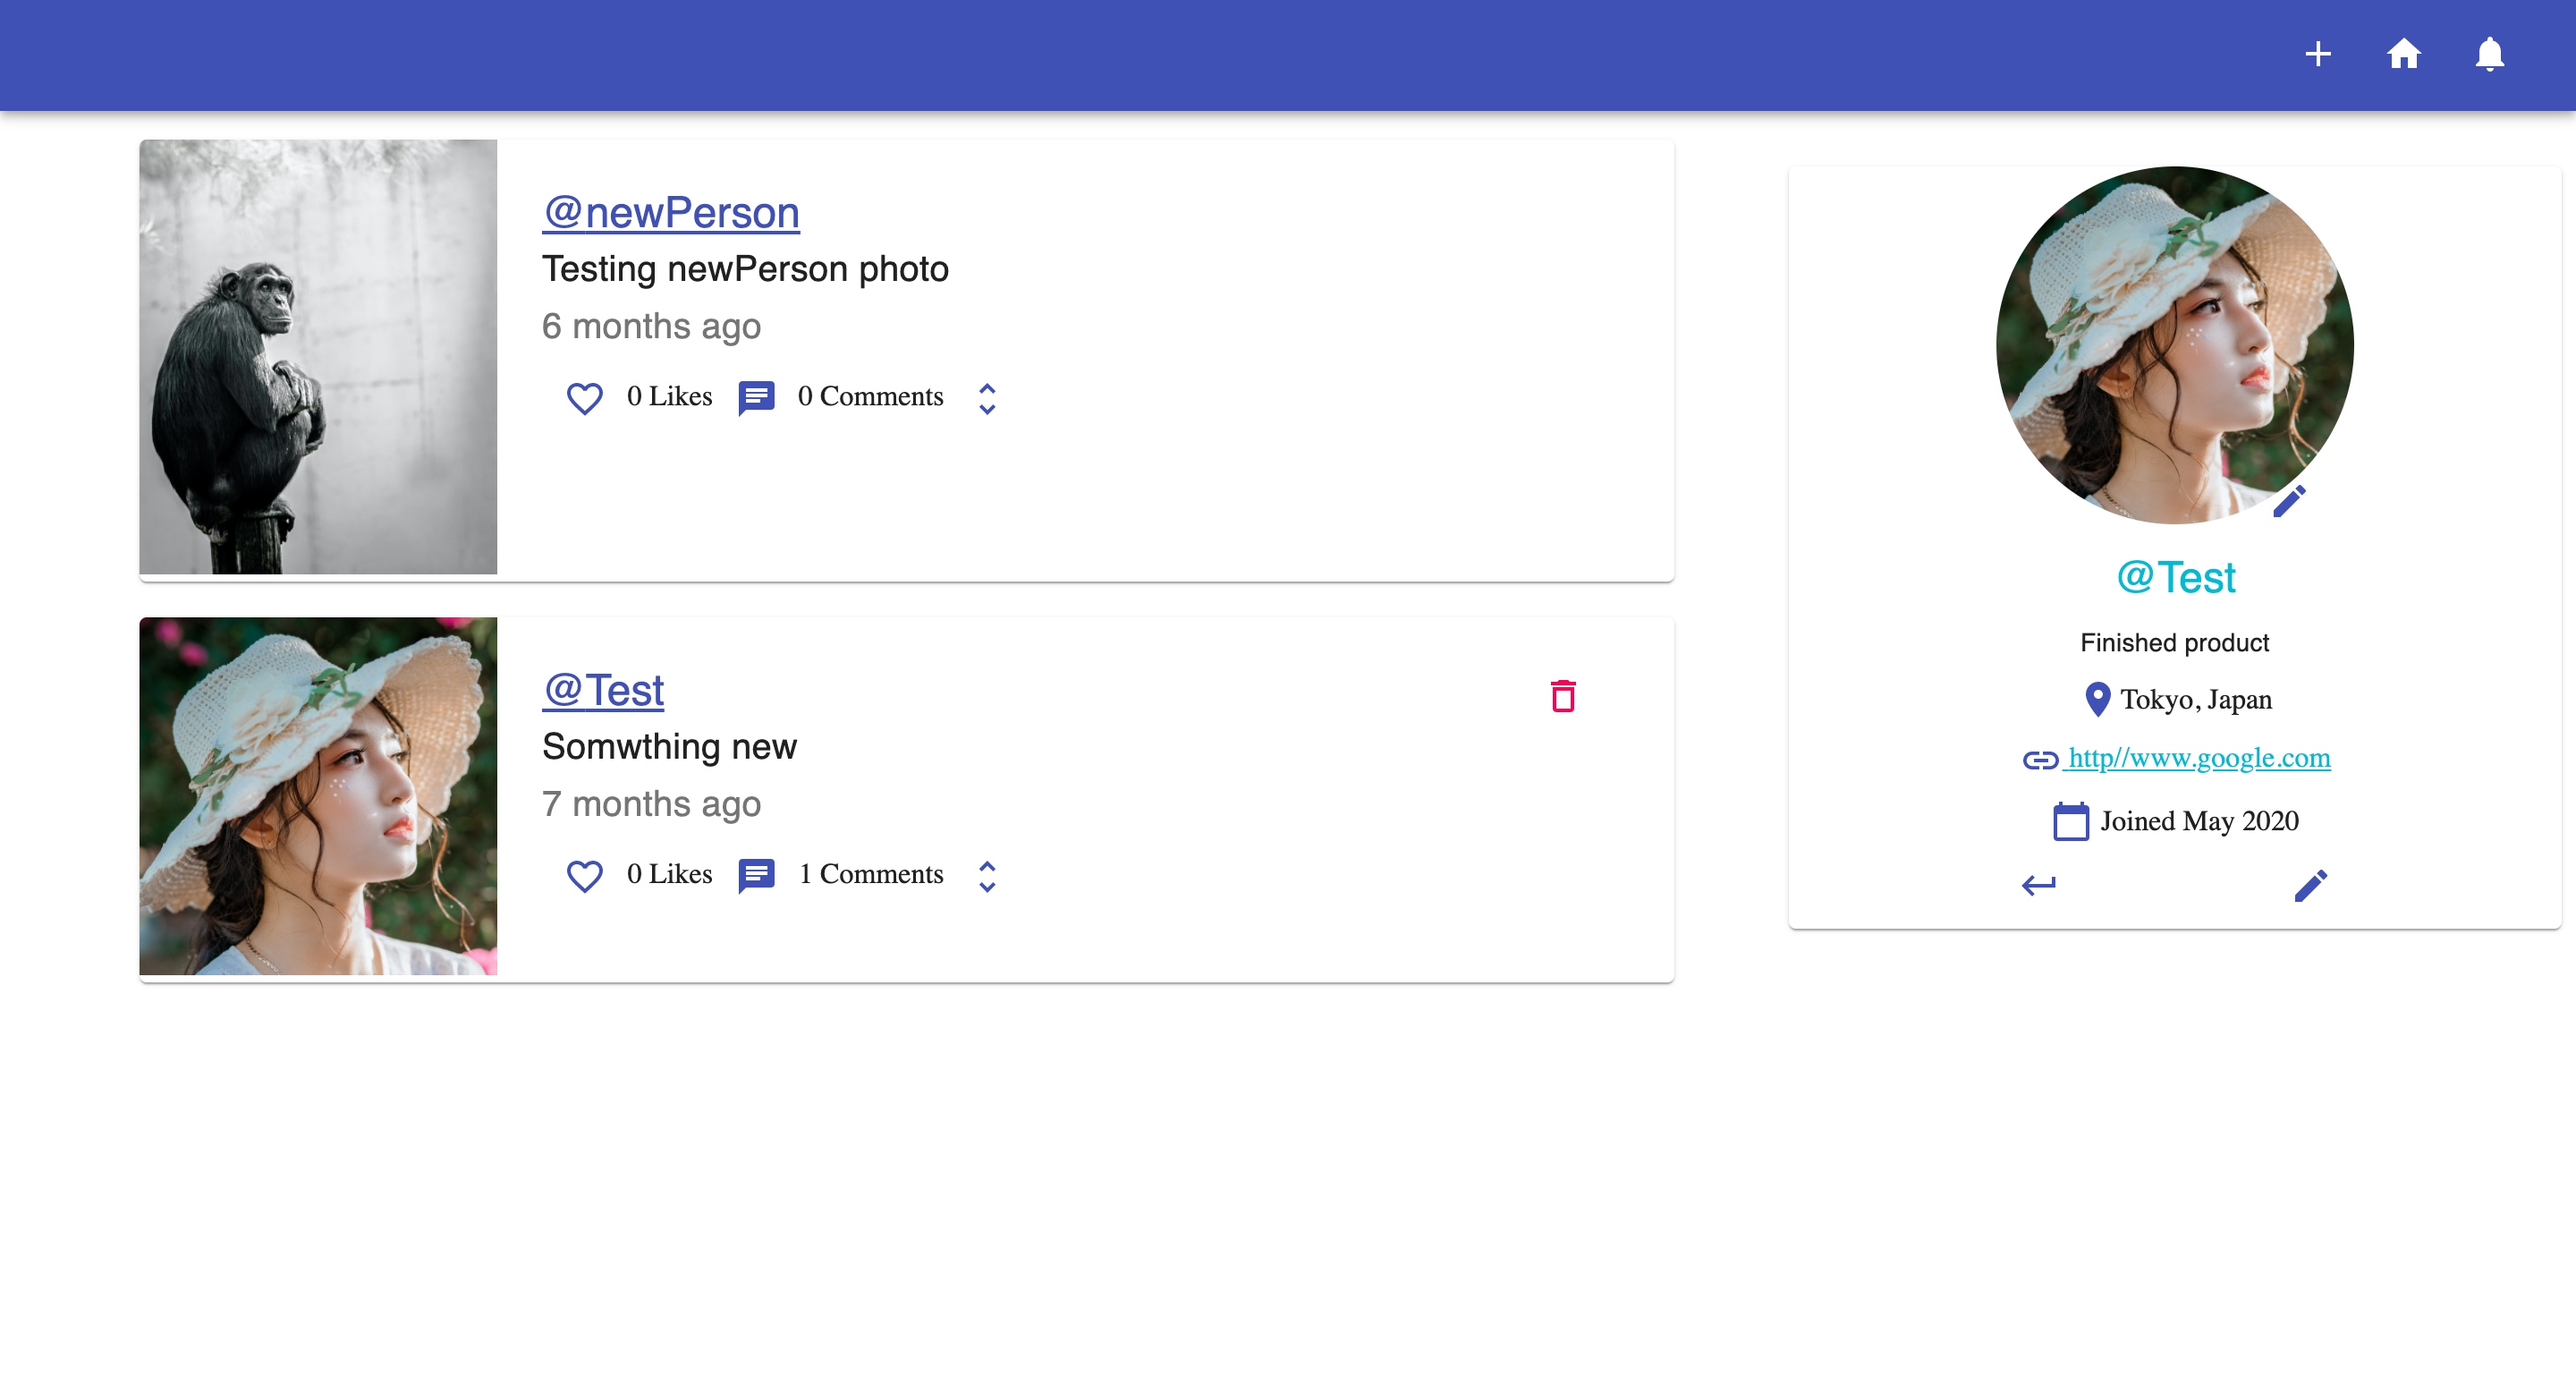 @newPerson
Testing newPerson photo
6 months ago
0 Likes 0 Comments
@Test
Somwthing new
7 months ago
0 Likes 1 Comments
@Test
Finished product
Tokyo, Japan
http//www.google.com
Joined May 2020